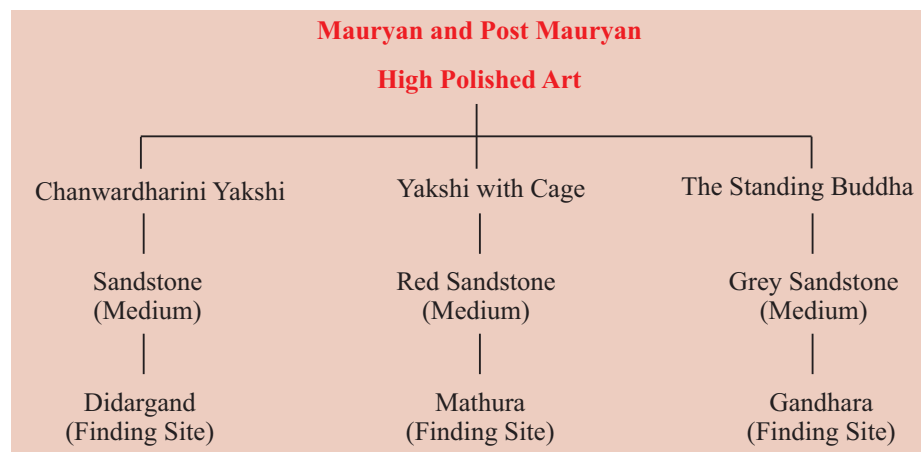 Mauryan and Post Mauryan
High Polished Art
Chanwardharini Yakshi
Sandstone
(Medium)
Didargand
(Finding Site)
Yakshi with Cage
Red Sandstone
(Medium)
Mathura
(Finding Site)
The Standing Buddha
Grey Sandstone
(Medium)
Gandhara
(Finding Site)